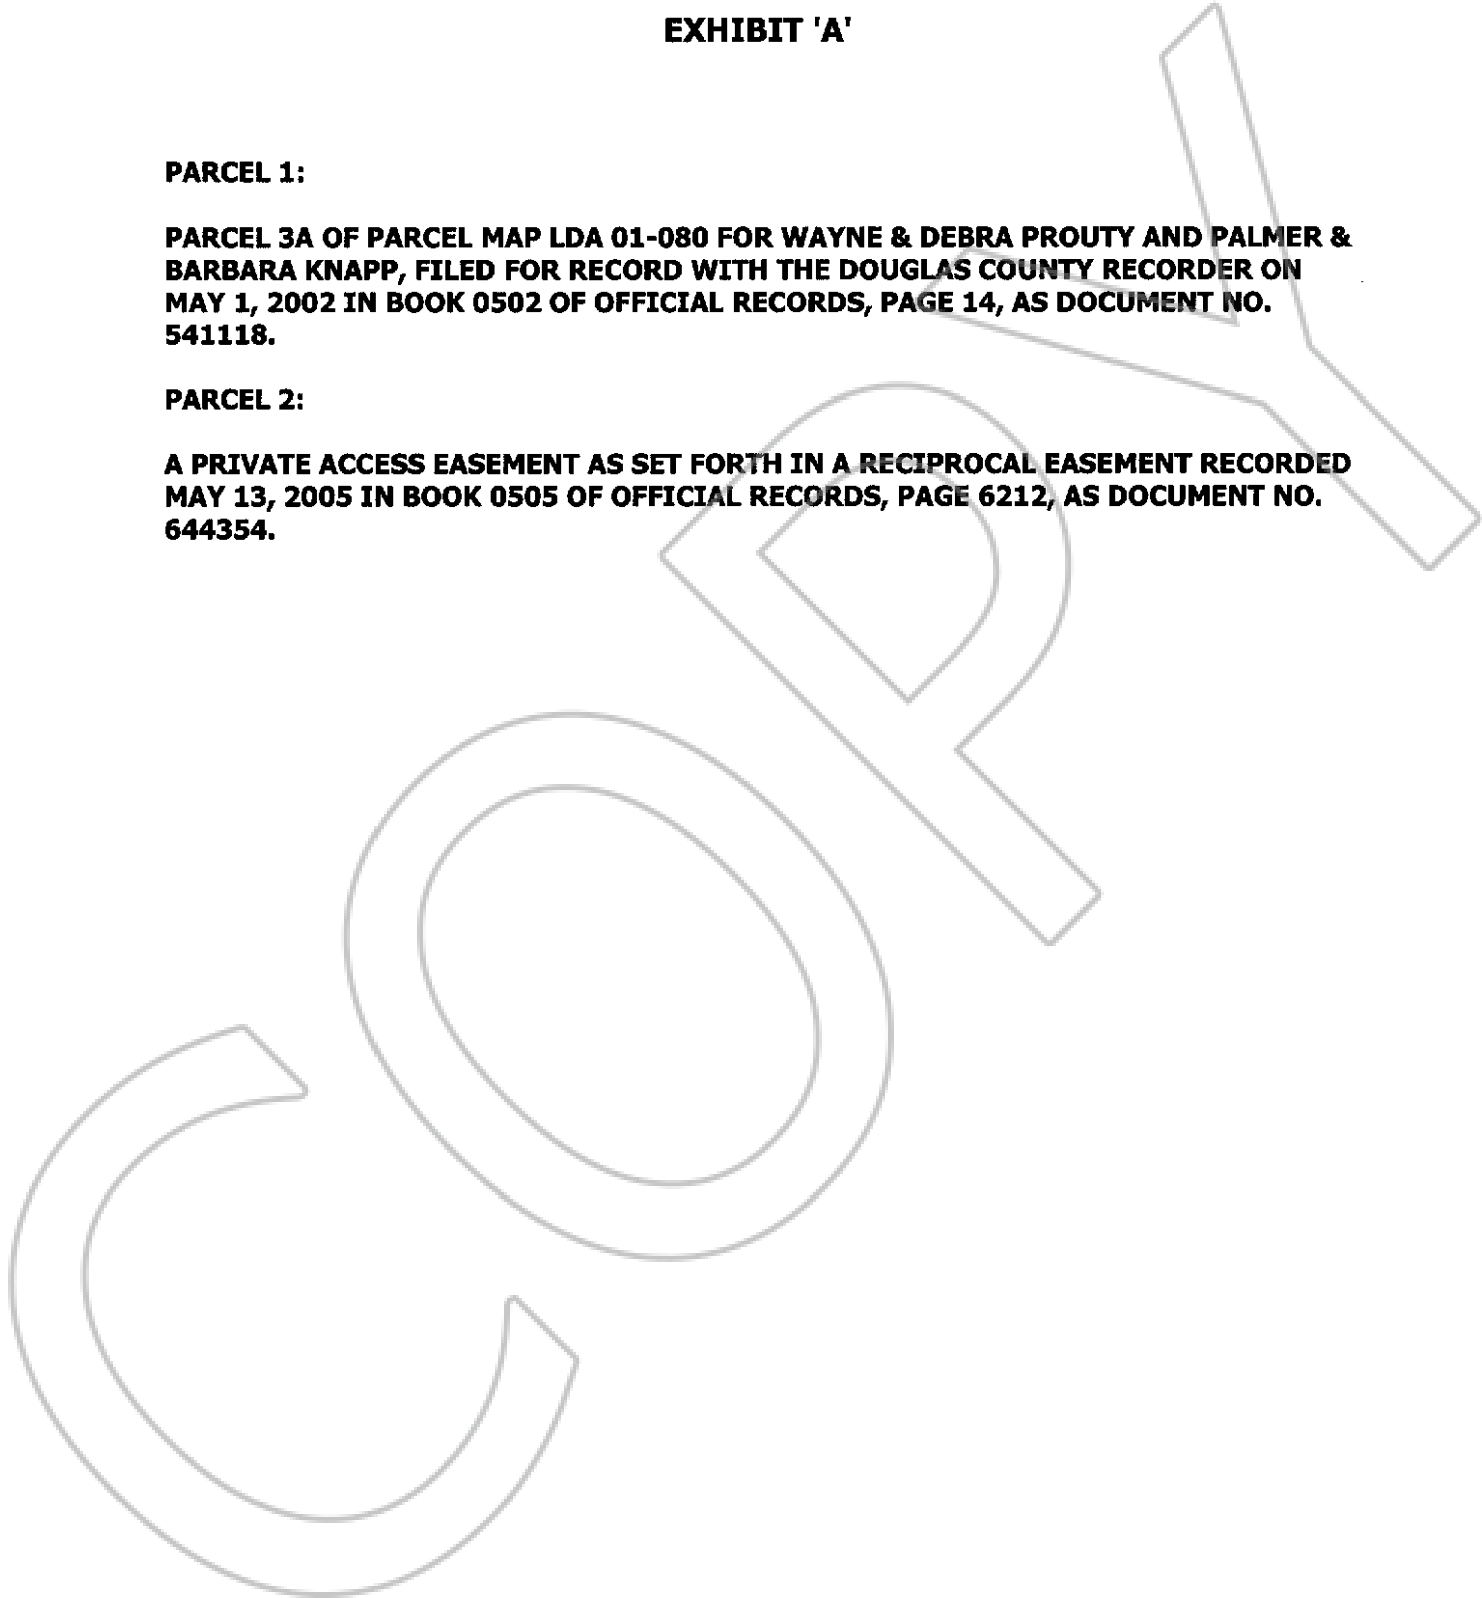 EXHIBIT 'A'
PARCEL 1:
PARCEL 3A OF PARCEL MAP LDA 01-080 FOR WAYNE & DEBRA PROUTY AND PALMER &
BARBARA KNAPP, FILED FOR RECORD WITH THE DOUGLAS COUNTY RECORDER ON
MAY 1, 2002 IN BOOK 0502 OF OFFICIAL RECORDS, PAGE 14, AS DOCUMENT NO.
541118.
PARCEL 2:
A PRIVATE ACCESS EASEMENT AS SET FORTH IN A RECIPROCAL EASEMENT RECORDED
MAY 13, 2005 IN BOOK 0505 OF OFFICIAL RECORDS, PAGE 6212, AS DOCUMENT NO.
644354.
COPY